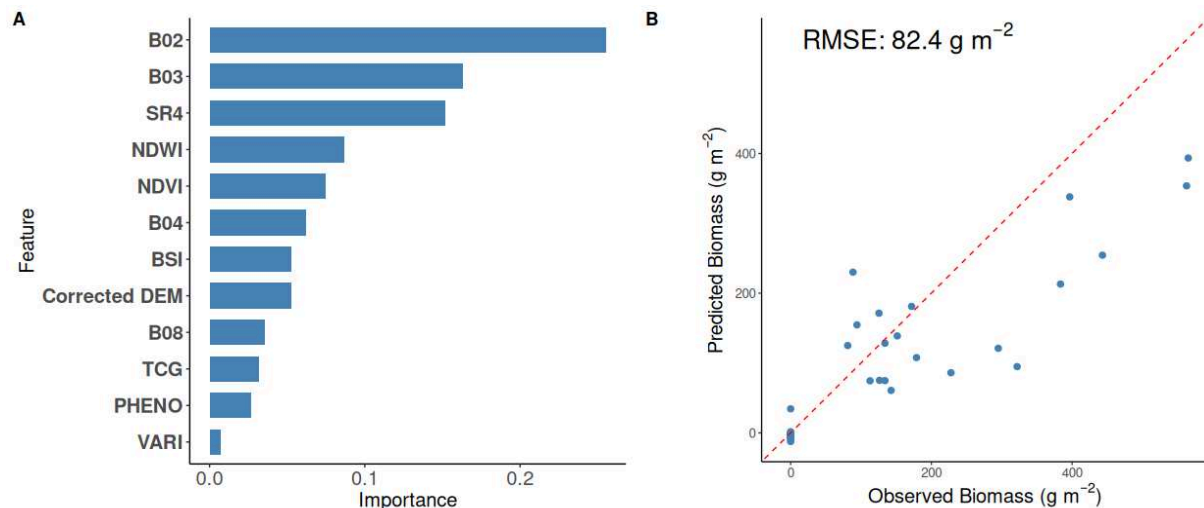 A
B02
B03
SR4
NDWI
NDVI
B04
BSI
Corrected DEM
B08
TCG
PHENO
VARI
Feature
0.0
0.1
0.2
Importance
B
RMSE: 82.4 g m⁻²
400
200
0
Predicted Biomass (g m⁻²)
0
200
400
Observed Biomass (g m⁻²)